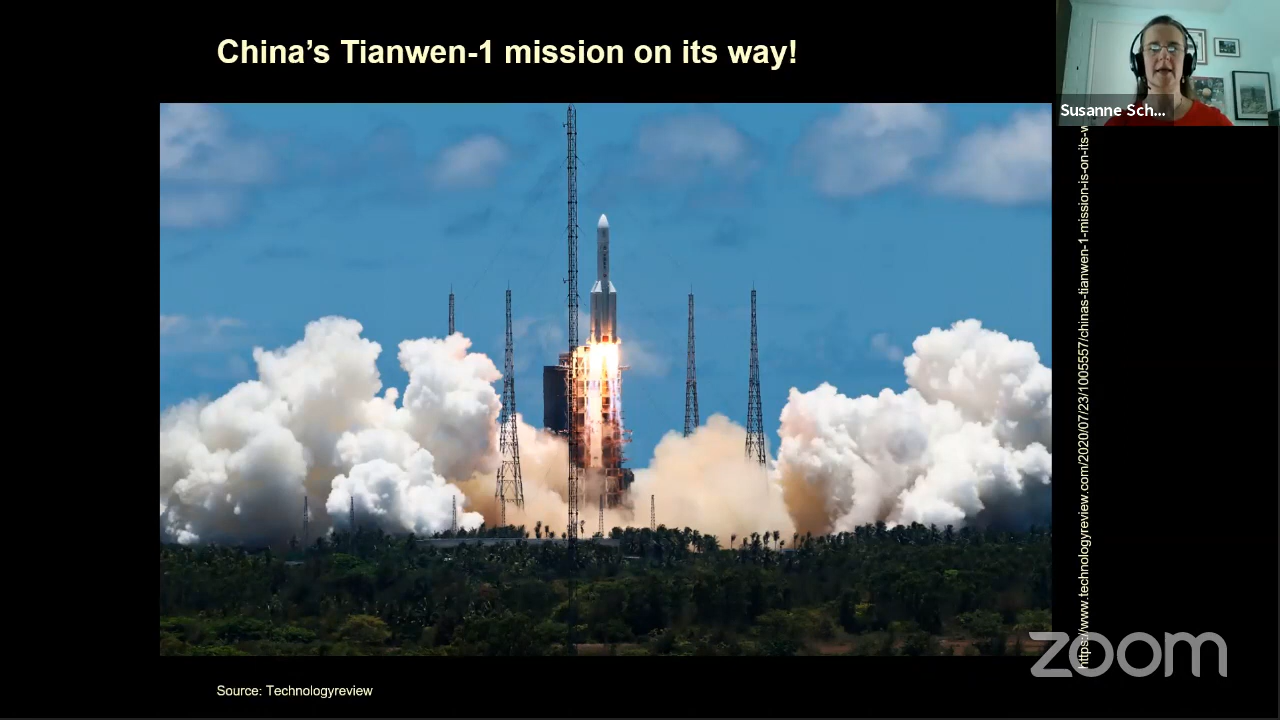 China’s Tianwen-1 mission on its way!
Susanne Sch...
https://www.technologyreview.com/2020/07/23/1005557/chinas-tianwen-1-mission-is-on-its-w
zoom
Source: Technologyreview